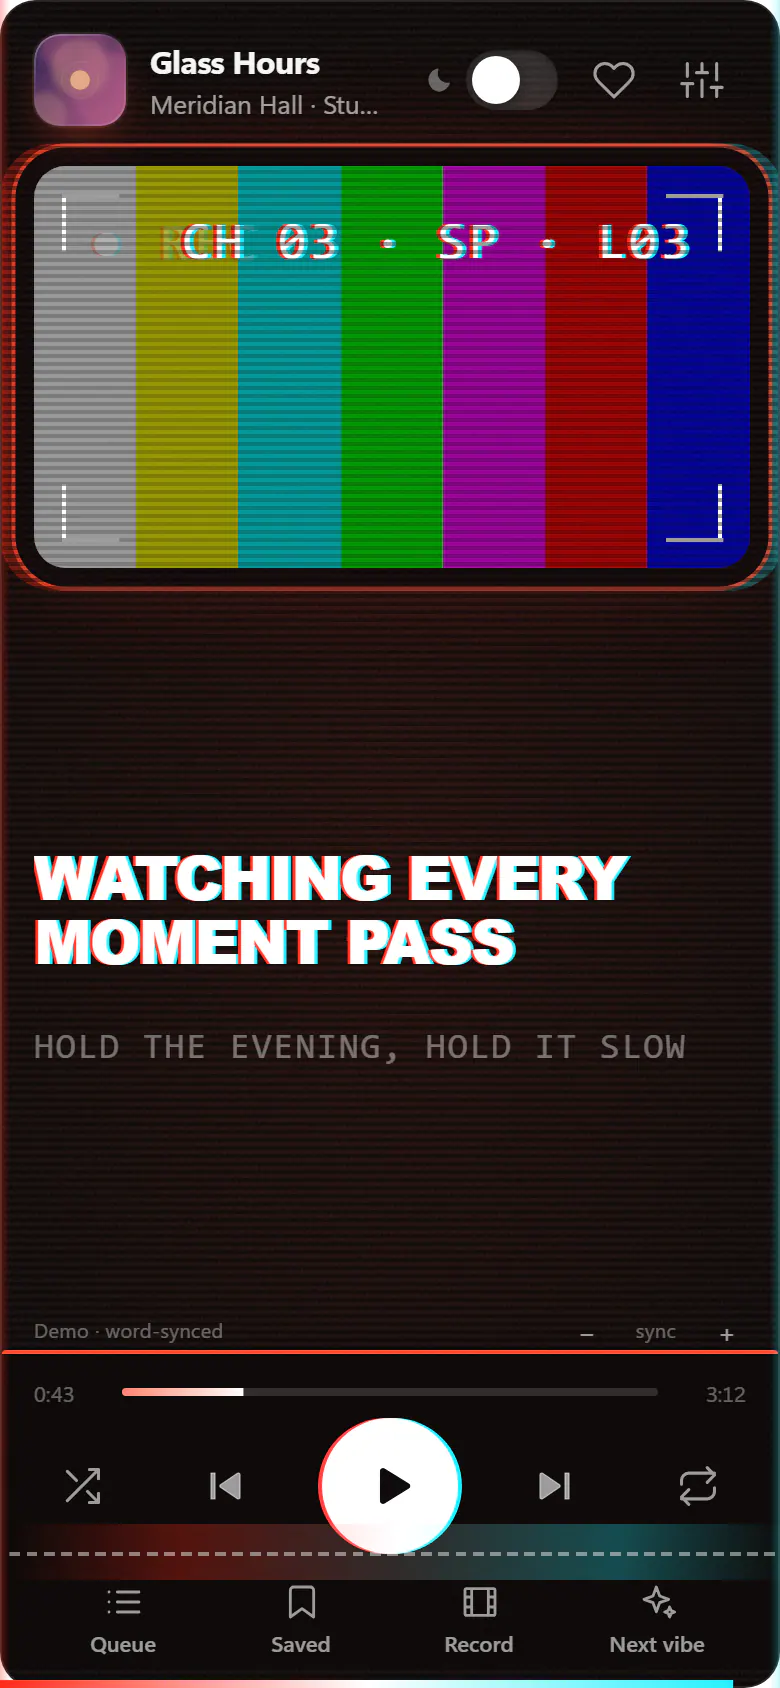 Glass Hours
Meridian Hall · Stu...
REC CH 03 · SP · L03
WATCHING EVERY
MOMENT PASS
HOLD THE EVENING, HOLD IT SLOW
Demo · word-synced
− sync +
0:43 3:12
Queue Saved Record Next vibe